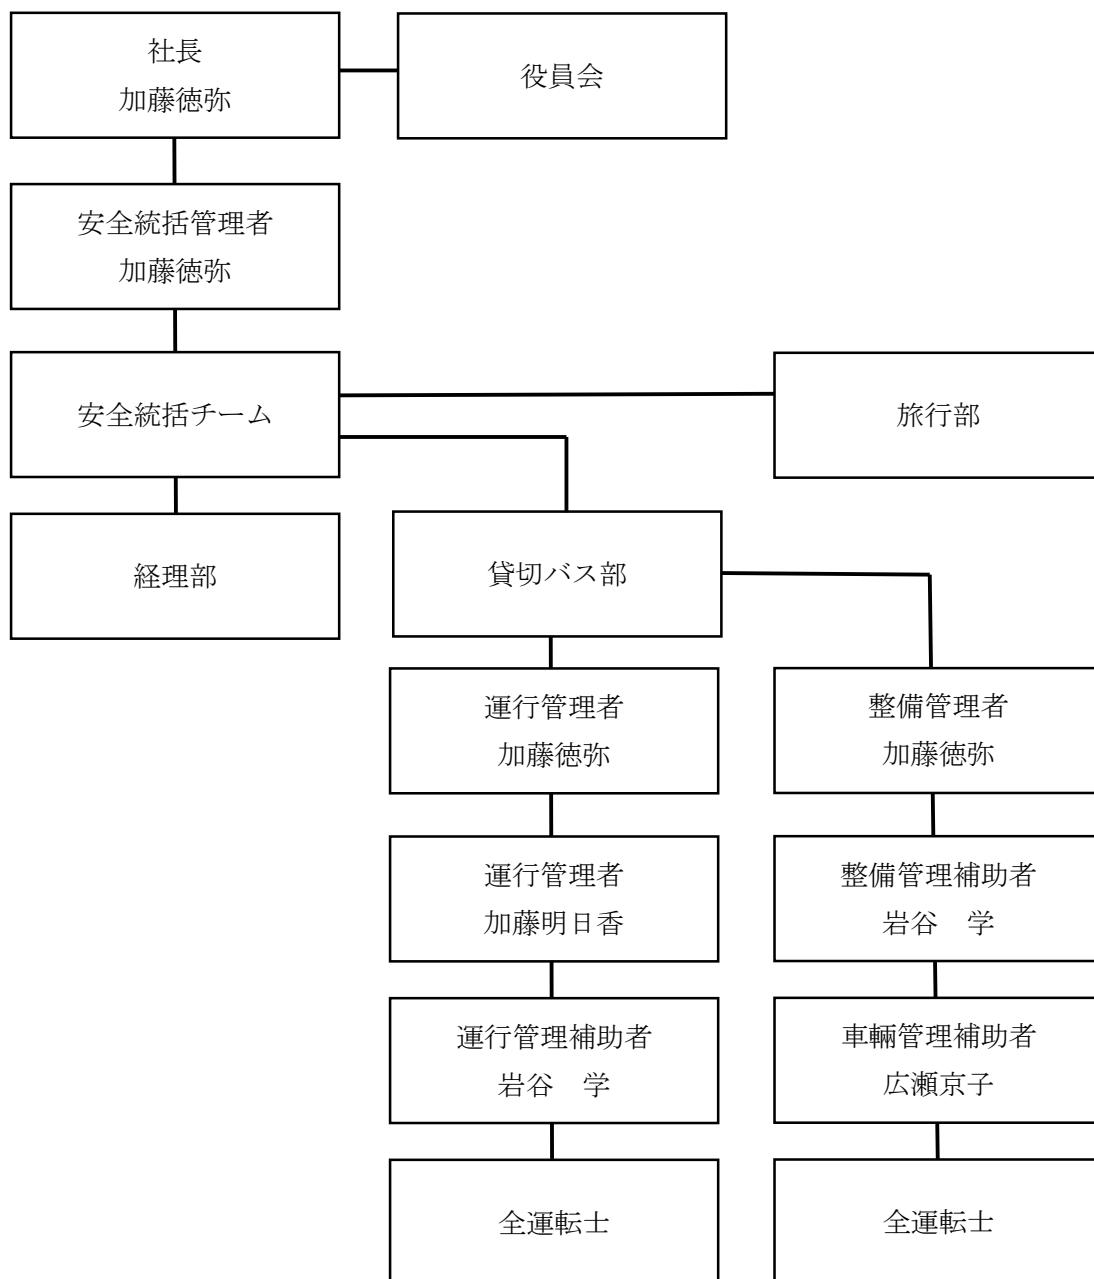 社長
加藤徳弥
役員会
安全統括管理者
加藤徳弥
安全統括チーム
旅行部
経理部
貸切バス部
運行管理者
加藤徳弥
整備管理者
加藤徳弥
運行管理者
加藤明日香
整備管理補助者
岩谷　学
運行管理補助者
岩谷　学
車輛管理補助者
広瀬京子
全運転士
全運転士